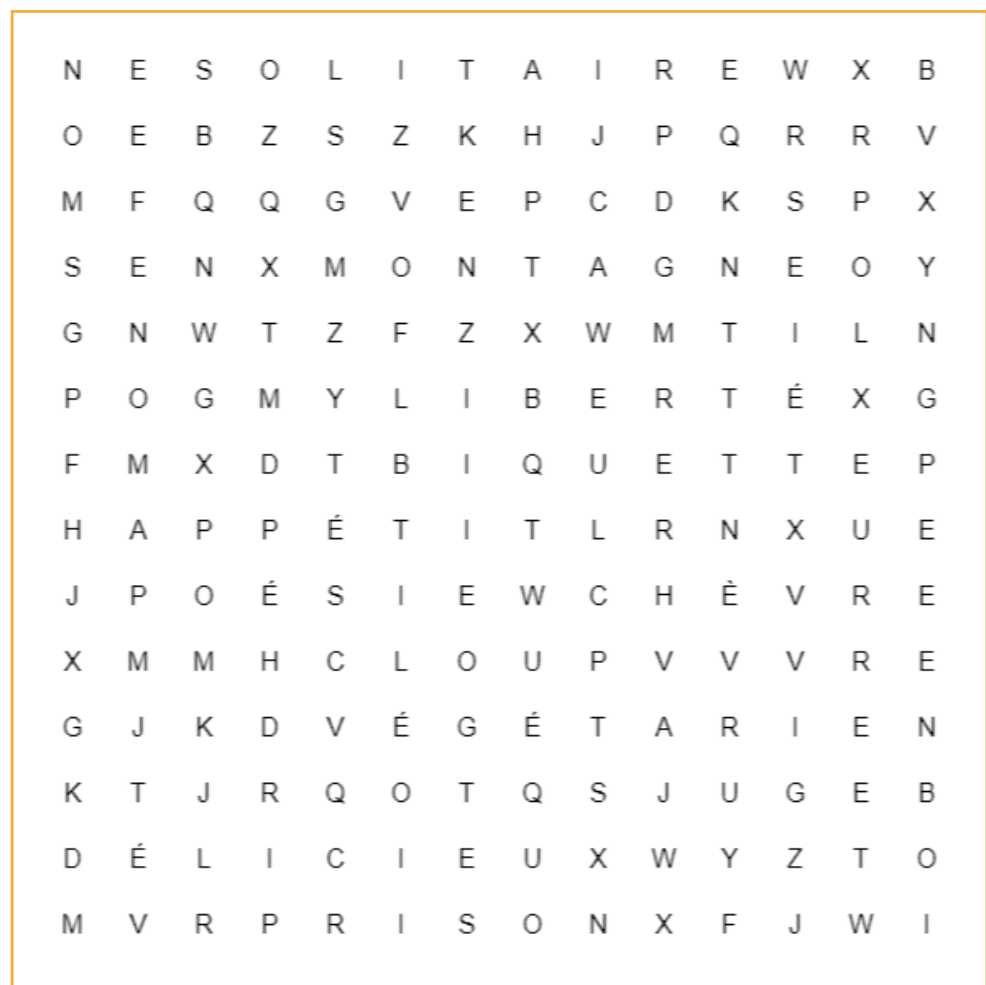 N E S O L I T A I R E W X B
O E B Z S Z K H J P Q R R V
M F Q Q G V E P C D K S P X
S E N X M O N T A G N E O Y
G N W T Z F Z X W M T I L N
P O G M Y L I B E R T É X G
F M X D T B I Q U E T T E P
H A P P É T I T L R N X U E
J P O É S I E W C H È V R E
X M M H C L O U P V V V R E
G J K D V É G É T A R I E N
K T J R Q O T Q S J U G E B
D É L I C I E U X W Y Z T O
M V R P R I S O N X F J W I